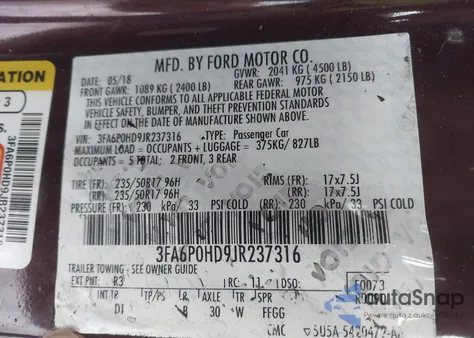 MFD. BY FORD MOTOR CO.
DATE: 05/18 GVWR: 2041 KG (4500 LB)
FRONT GAWR: 1089 KG (2400 LB) REAR GAWR: 975 KG (2150 LB)
THIS VEHICLE CONFORMS TO ALL APPLICABLE FEDERAL MOTOR
VEHICLE SAFETY, BUMPER, AND THEFT PREVENTION STANDARDS
IN EFFECT ON THE DATE OF MANUFACTURE SHOWN ABOVE.
VIN: 3FA6P0HD9JR237316 TYPE: Passenger Car
MAXIMUM LOAD = OCCUPANTS + LUGGAGE = 375KG/ 827LB
OCCUPANTS = 5 TOTAL: 2 FRONT, 3 REAR
TIRE (FR): 235/50R17 96H RIMS (FR): 17x7.5J
TIRE (RR): 235/50R17 96H (RR): 17x7.5J
PRESSURE (FR): 230 kPa/ 33 PSI COLD (RR): 230 kPa/ 33 PSI COLD
3FA6P0HD9JR237316
TRAILER TOWING - SEE OWNER GUIDE
EXT PNT: R3 RC: 11 DSO: F0073
INT TR TP/PS R AXLE TR SPR
DI B 30 W FFGG
3FA6P0HD9JR237316
AutoSnap